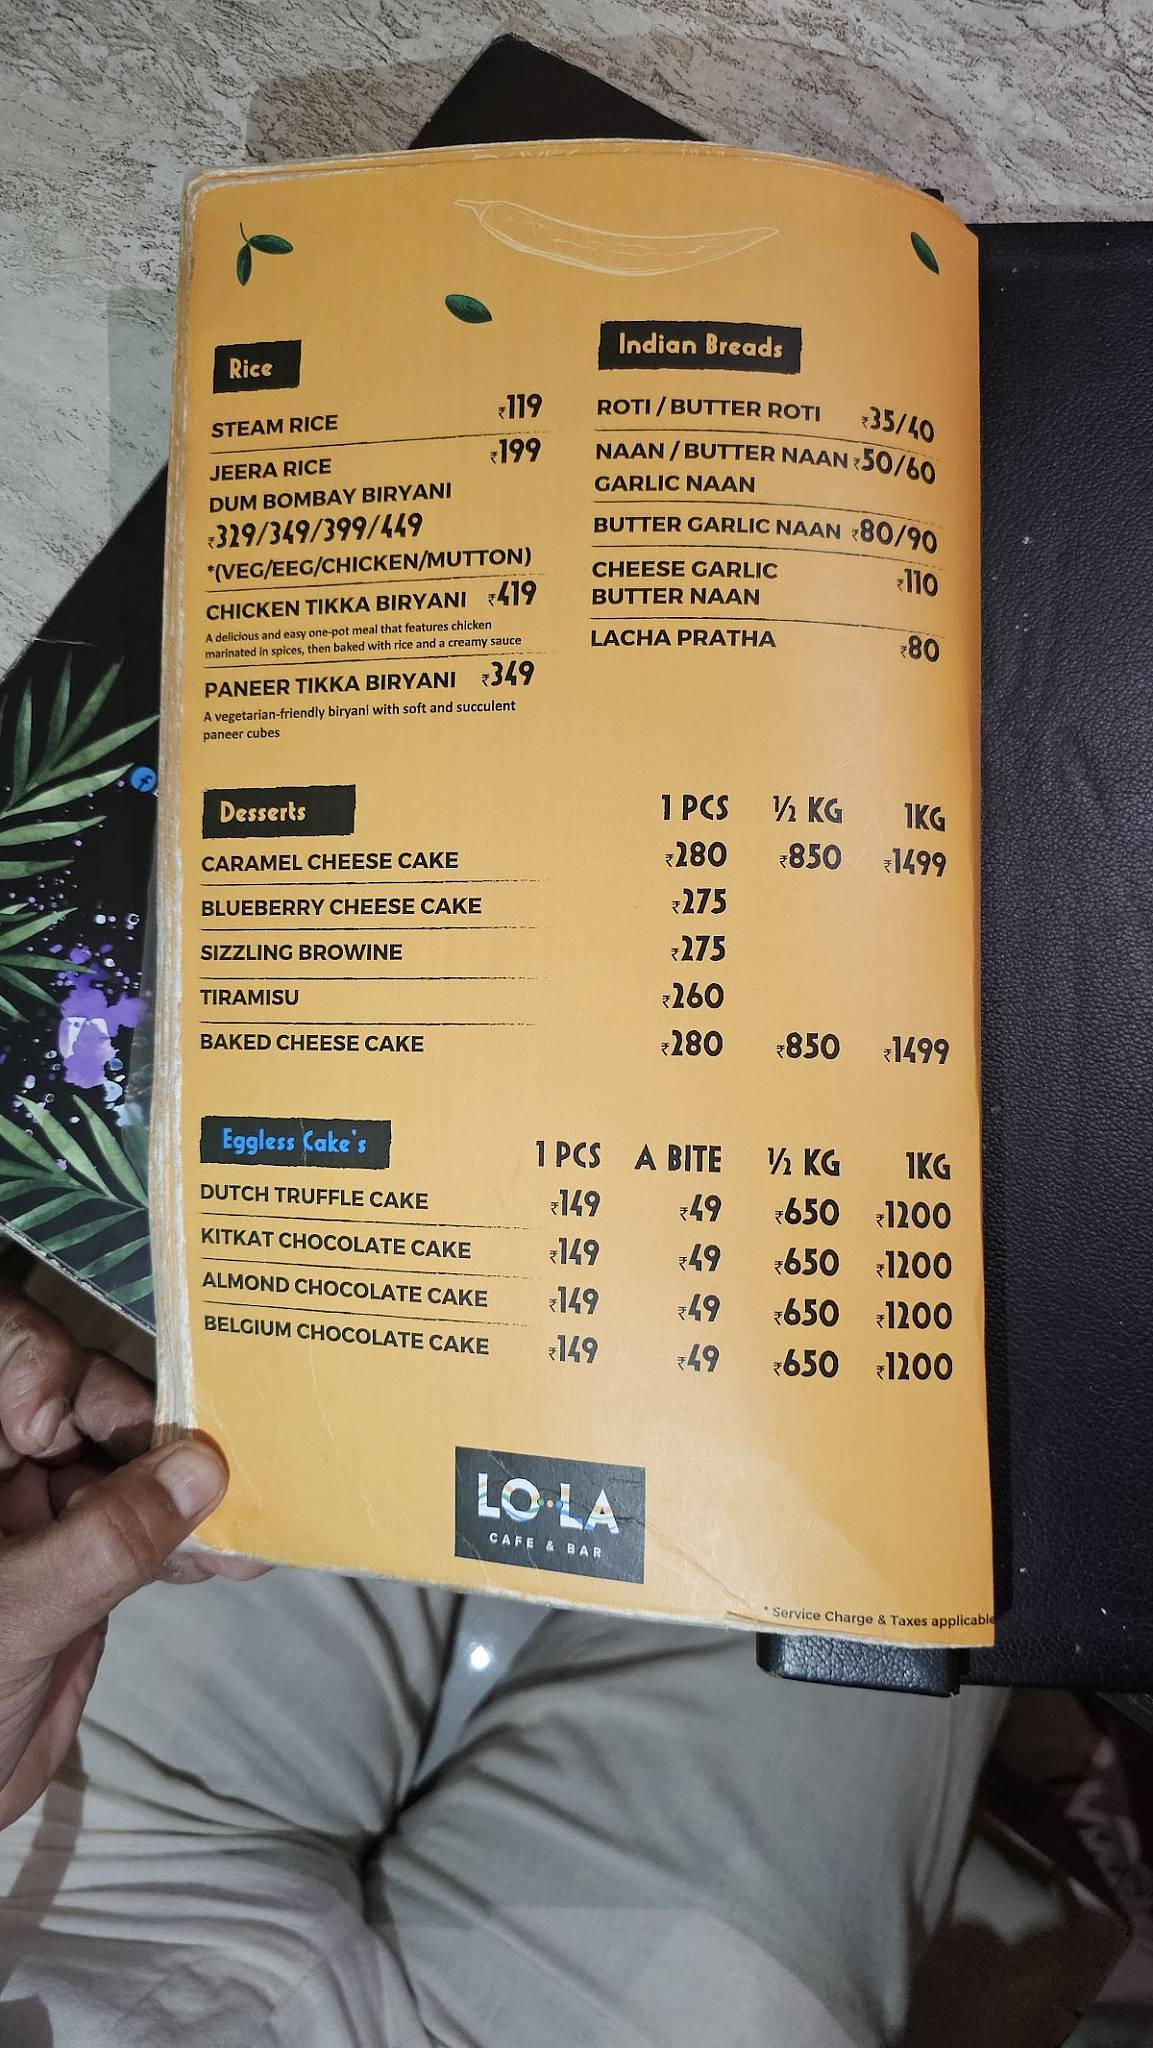 Rice
STEAM RICE ₹119
JEERA RICE ₹199
DUM BOMBAY BIRYANI
₹329/349/399/449
*(VEG/EEG/CHICKEN/MUTTON)
CHICKEN TIKKA BIRYANI ₹419
A delicious and easy one-pot meal that features chicken
marinated in spices, then baked with rice and a creamy sauce
PANEER TIKKA BIRYANI ₹349
A vegetarian-friendly biryani with soft and succulent
paneer cubes
Indian Breads
ROTI / BUTTER ROTI ₹35/40
NAAN / BUTTER NAAN ₹50/60
GARLIC NAAN
BUTTER GARLIC NAAN ₹80/90
CHEESE GARLIC
BUTTER NAAN ₹110
LACHA PRATHA ₹80
Desserts 1 PCS ½ KG 1KG
CARAMEL CHEESE CAKE ₹280 ₹850 ₹1499
BLUEBERRY CHEESE CAKE ₹275
SIZZLING BROWINE ₹275
TIRAMISU ₹260
BAKED CHEESE CAKE ₹280 ₹850 ₹1499
Eggless Cake's 1 PCS A BITE ½ KG 1KG
DUTCH TRUFFLE CAKE ₹149 ₹49 ₹650 ₹1200
KITKAT CHOCOLATE CAKE ₹149 ₹49 ₹650 ₹1200
ALMOND CHOCOLATE CAKE ₹149 ₹49 ₹650 ₹1200
BELGIUM CHOCOLATE CAKE ₹149 ₹49 ₹650 ₹1200
LO··LA
CAFE & BAR
* Service Charge & Taxes applicable